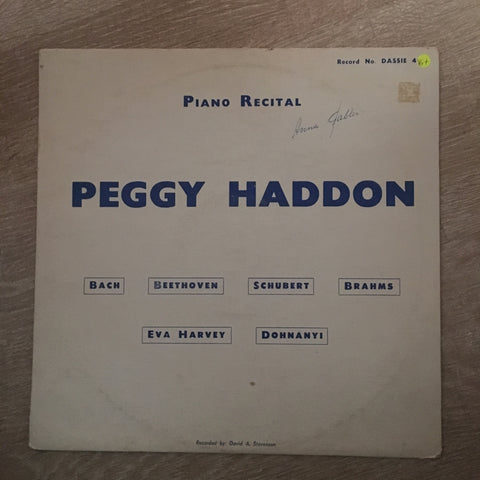 Record No. DASSIE 4
PIANO RECITAL
PEGGY HADDON
BACH BEETHOVEN SCHUBERT BRAHMS
EVA HARVEY DOHNANYI
Recorded by David A. Stevenson